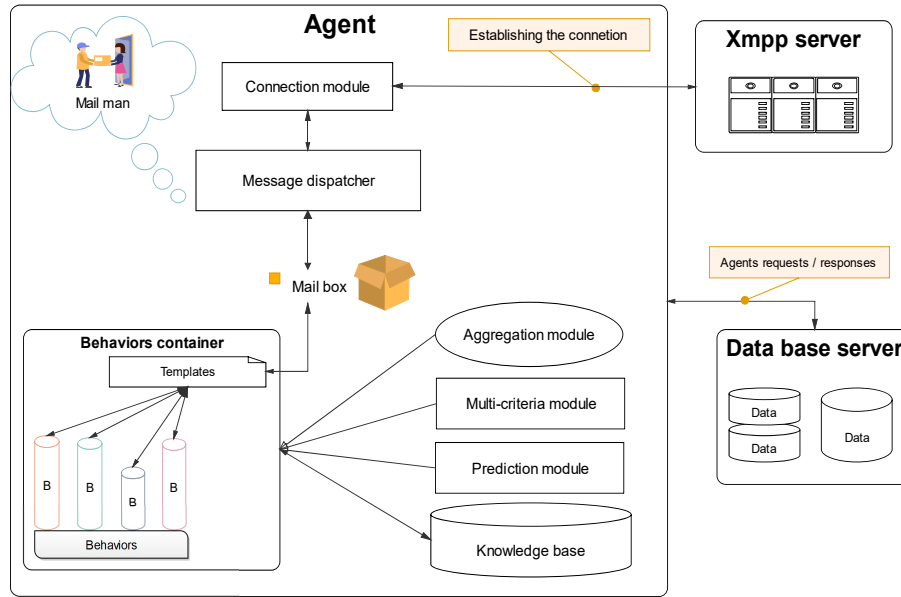 Agent
Establishing the connetion
Xmpp server
Mail man
Connection module
Message dispatcher
Agents requests / responses
Mail box
Behaviors container
Templates
B
B
B
B
Behaviors
Aggregation module
Multi-criteria module
Prediction module
Knowledge base
Data base server
Data
Data
Data